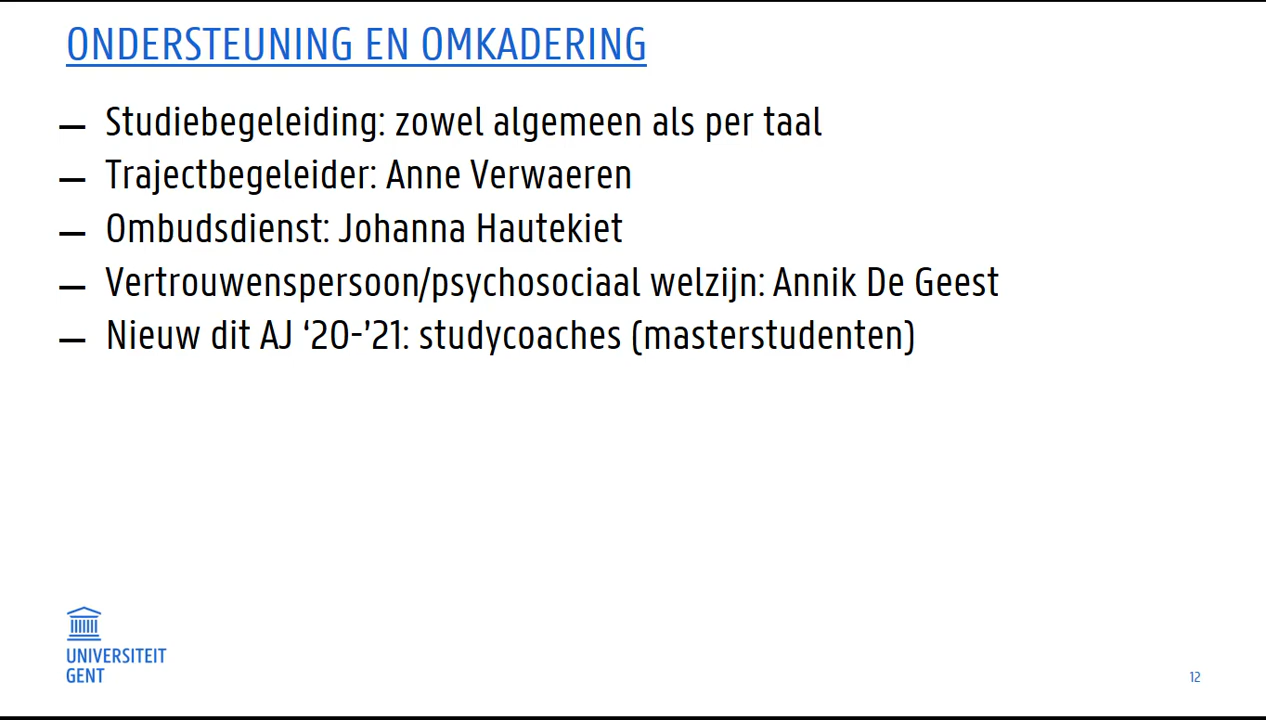 ONDERSTEUNING EN OMKADERING
— Studiebegeleiding: zowel algemeen als per taal
— Trajectbegeleider: Anne Verwaeren
— Ombudsdienst: Johanna Hautekiet
— Vertrouwenspersoon/psychosociaal welzijn: Annik De Geest
— Nieuw dit AJ ‘20-’21: studycoaches (masterstudenten)
UNIVERSITEIT
GENT
12